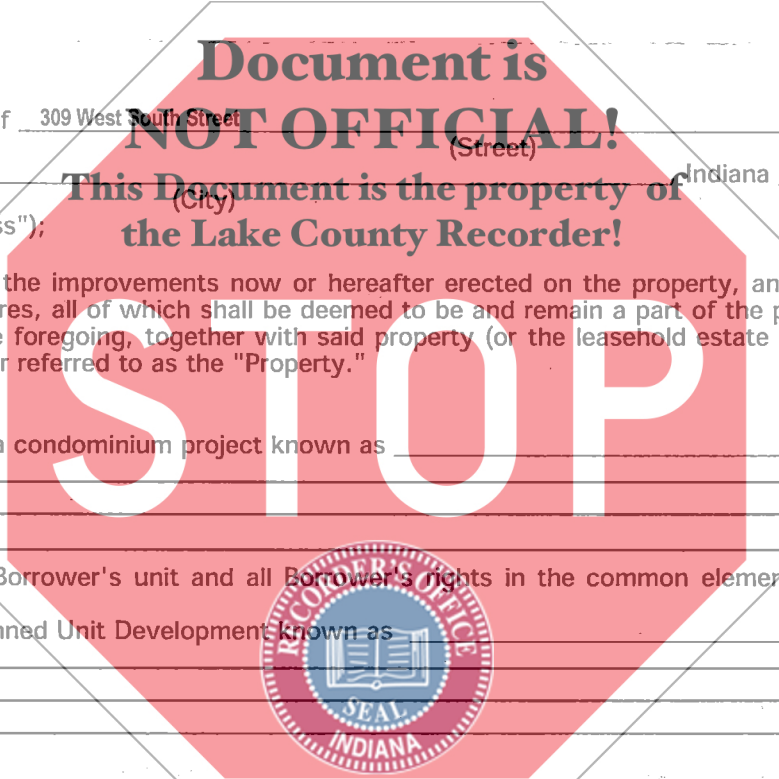 Document is
NOT OFFICIAL!
This Document is the property of
the Lake County Recorder!
f 309 West South Street
(Street)
Indiana
(City)
ss");
the improvements now or hereafter erected on the property, an
res, all of which shall be deemed to be and remain a part of the p
e foregoing, together with said property (or the leasehold estate
r referred to as the "Property."
STOP
a condominium project known as
Borrower's unit and all Borrower's rights in the common elemen
nned Unit Development known as
RECORDER'S OFFICE
SEAL
INDIANA